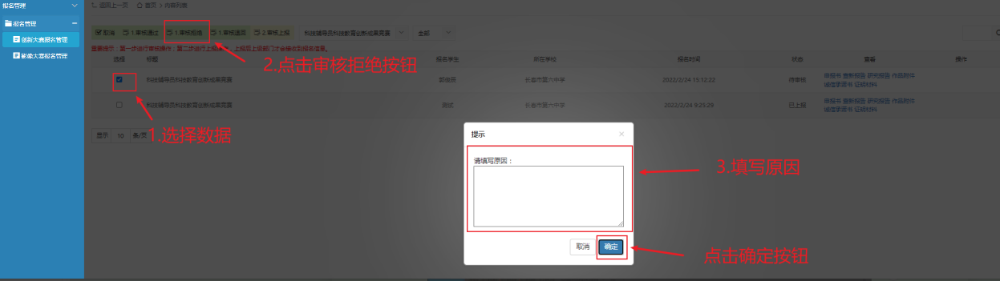 报名管理
返回上一页 首页 > 内容列表
报名管理
创新大赛报名管理
影像大赛报名管理
取消 1.审核通过 1.审核拒绝 1.审核退回 2.审核上报 科技辅导员科技教育创新成果竞赛 全部
重要提示：第一步进行审核操作；第二步进行上报操作，上报后上级部门才会接收到报名信息。
选择 标题 报名学生 所在学校 报名时间 状态 查看 操作
2.点击审核拒绝按钮
科技辅导员科技教育创新成果竞赛 长春市第六中学 2022/2/24 15:12:22 待审核 申报书 查新报告 研究报告 作品附件
诚信承诺书 证明材料
科技辅导员科技教育创新成果竞赛 测试 长春市第六中学 2022/2/24 9:25:29 已上报 申报书 查新报告 研究报告 作品附件
诚信承诺书 证明材料
显示 10 条/页
1.选择数据
提示 ×
请填写原因：
3.填写原因
取消 确定
点击确定按钮